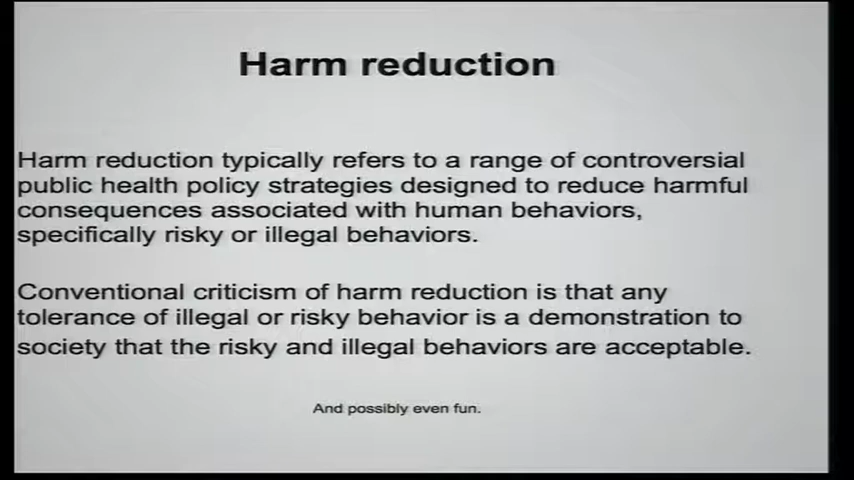 Harm reduction
Harm reduction typically refers to a range of controversial
public health policy strategies designed to reduce harmful
consequences associated with human behaviors,
specifically risky or illegal behaviors.
Conventional criticism of harm reduction is that any
tolerance of illegal or risky behavior is a demonstration to
society that the risky and illegal behaviors are acceptable.
And possibly even fun.